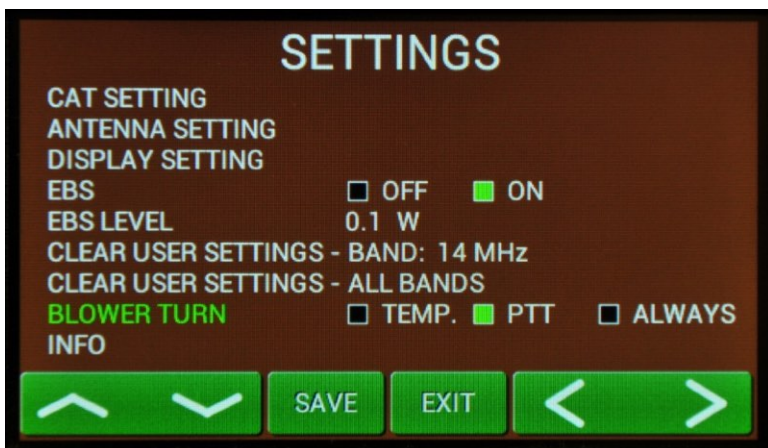 SETTINGS
CAT SETTING
ANTENNA SETTING
DISPLAY SETTING
EBS OFF ON
EBS LEVEL 0.1 W
CLEAR USER SETTINGS - BAND: 14 MHz
CLEAR USER SETTINGS - ALL BANDS
BLOWER TURN TEMP. PTT ALWAYS
INFO
SAVE EXIT